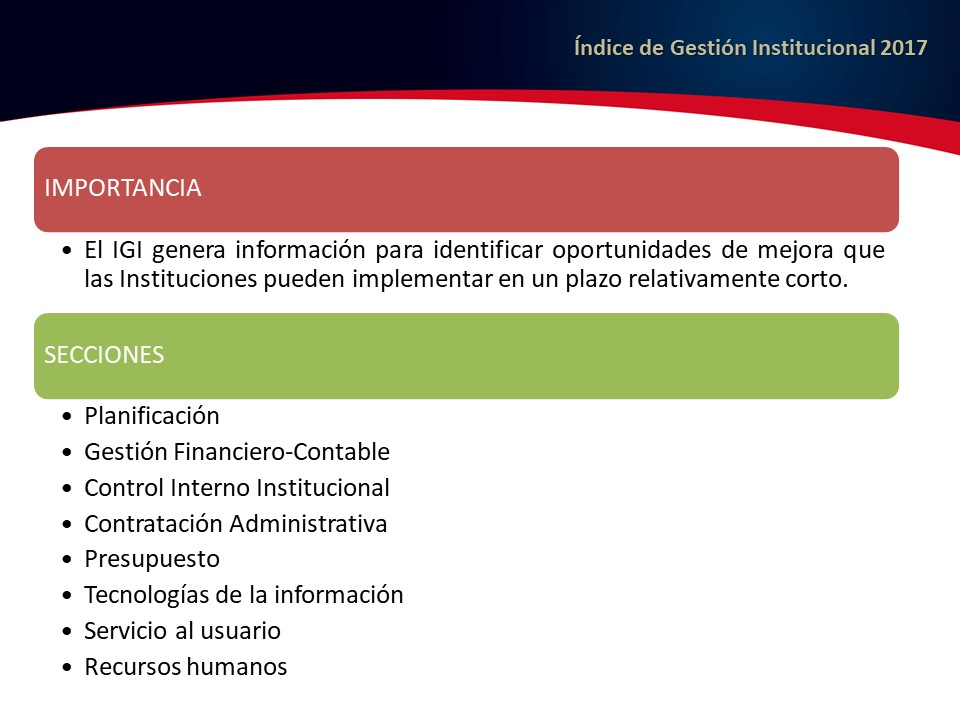 Índice de Gestión Institucional 2017
IMPORTANCIA
• El IGI genera información para identificar oportunidades de mejora que
las Instituciones pueden implementar en un plazo relativamente corto.
SECCIONES
• Planificación
• Gestión Financiero-Contable
• Control Interno Institucional
• Contratación Administrativa
• Presupuesto
• Tecnologías de la información
• Servicio al usuario
• Recursos humanos